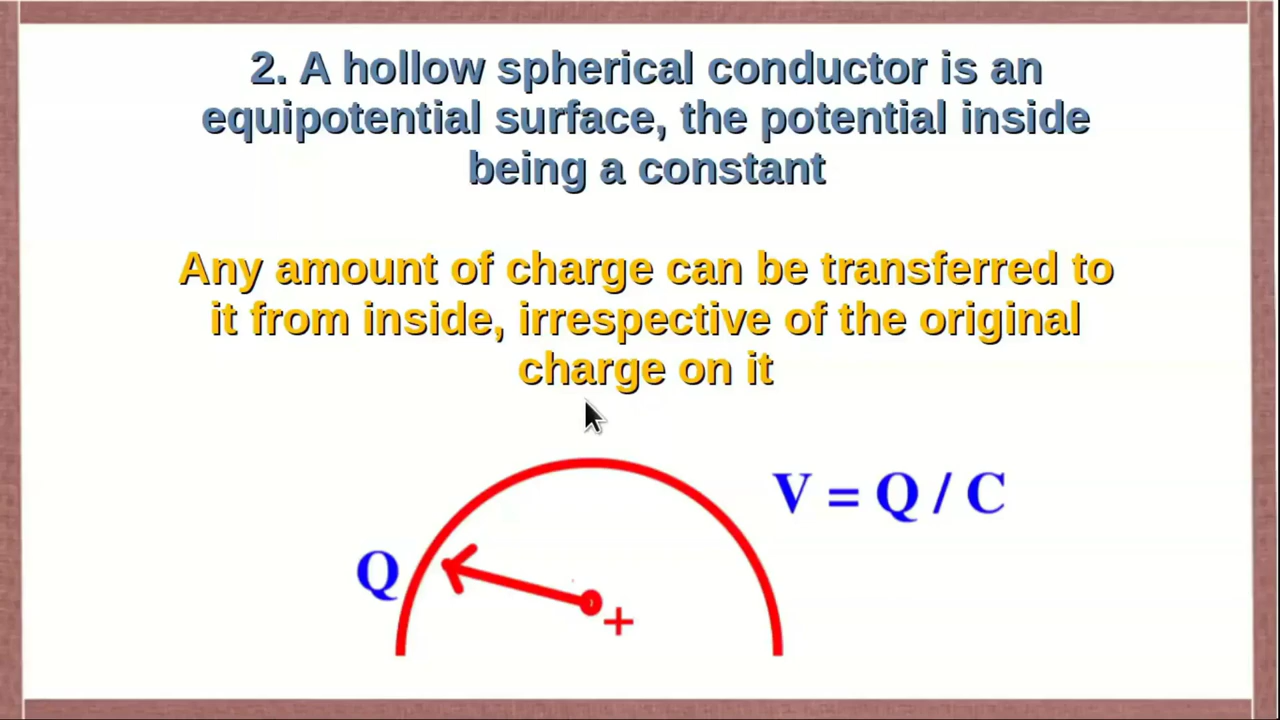 2. A hollow spherical conductor is an
equipotential surface, the potential inside
being a constant
Any amount of charge can be transferred to
it from inside, irrespective of the original
charge on it
V = Q / C
Q
+